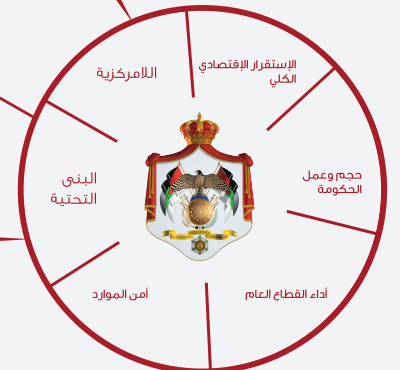 الإستقرار الإقتصادي
الكلي
اللامركزية
حجم وعمل
الحكومة
البنى
التحتية
أداء القطاع العام
أمن الموارد